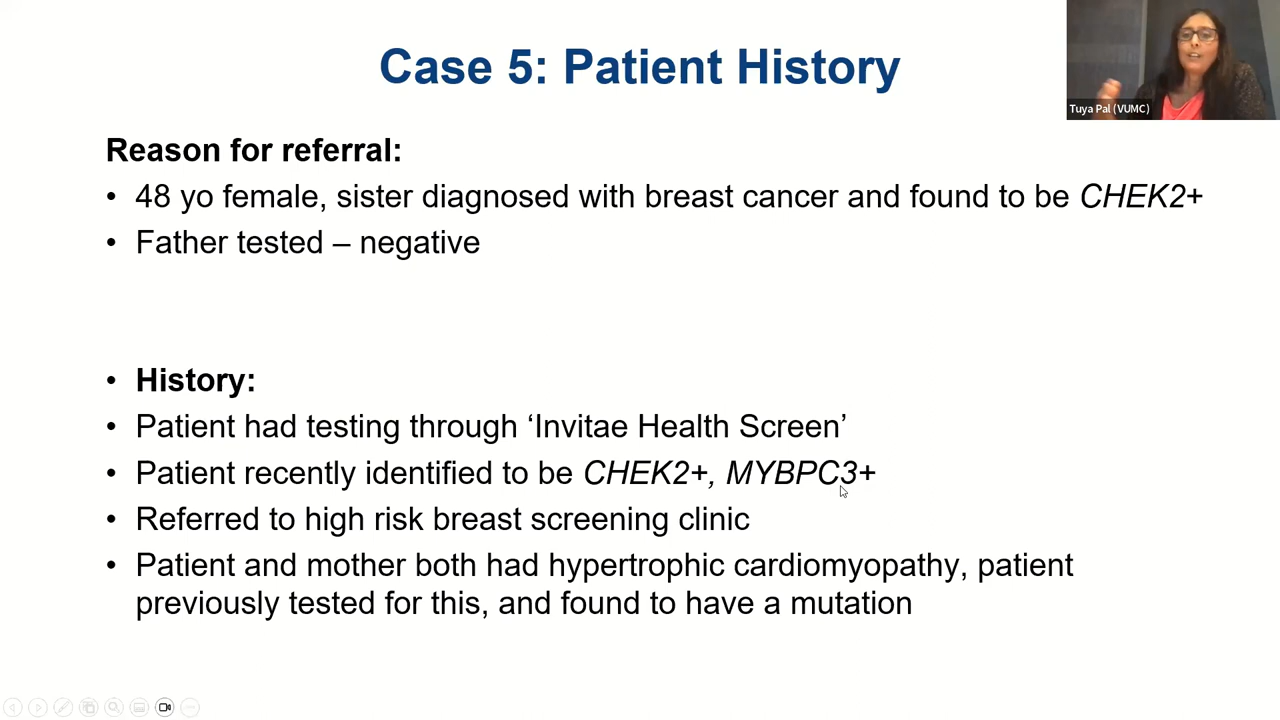 Case 5: Patient History
Tuya Pal (VUMC)
Reason for referral:
• 48 yo female, sister diagnosed with breast cancer and found to be CHEK2+
• Father tested – negative
• History:
• Patient had testing through ‘Invitae Health Screen’
• Patient recently identified to be CHEK2+, MYBPC3+
• Referred to high risk breast screening clinic
• Patient and mother both had hypertrophic cardiomyopathy, patient
previously tested for this, and found to have a mutation